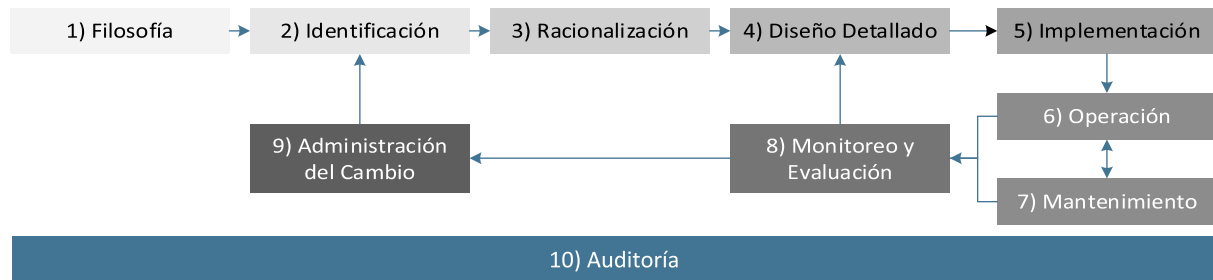 1) Filosofía
2) Identificación
3) Racionalización
4) Diseño Detallado
5) Implementación
6) Operación
9) Administración
del Cambio
8) Monitoreo y
Evaluación
7) Mantenimiento
10) Auditoría